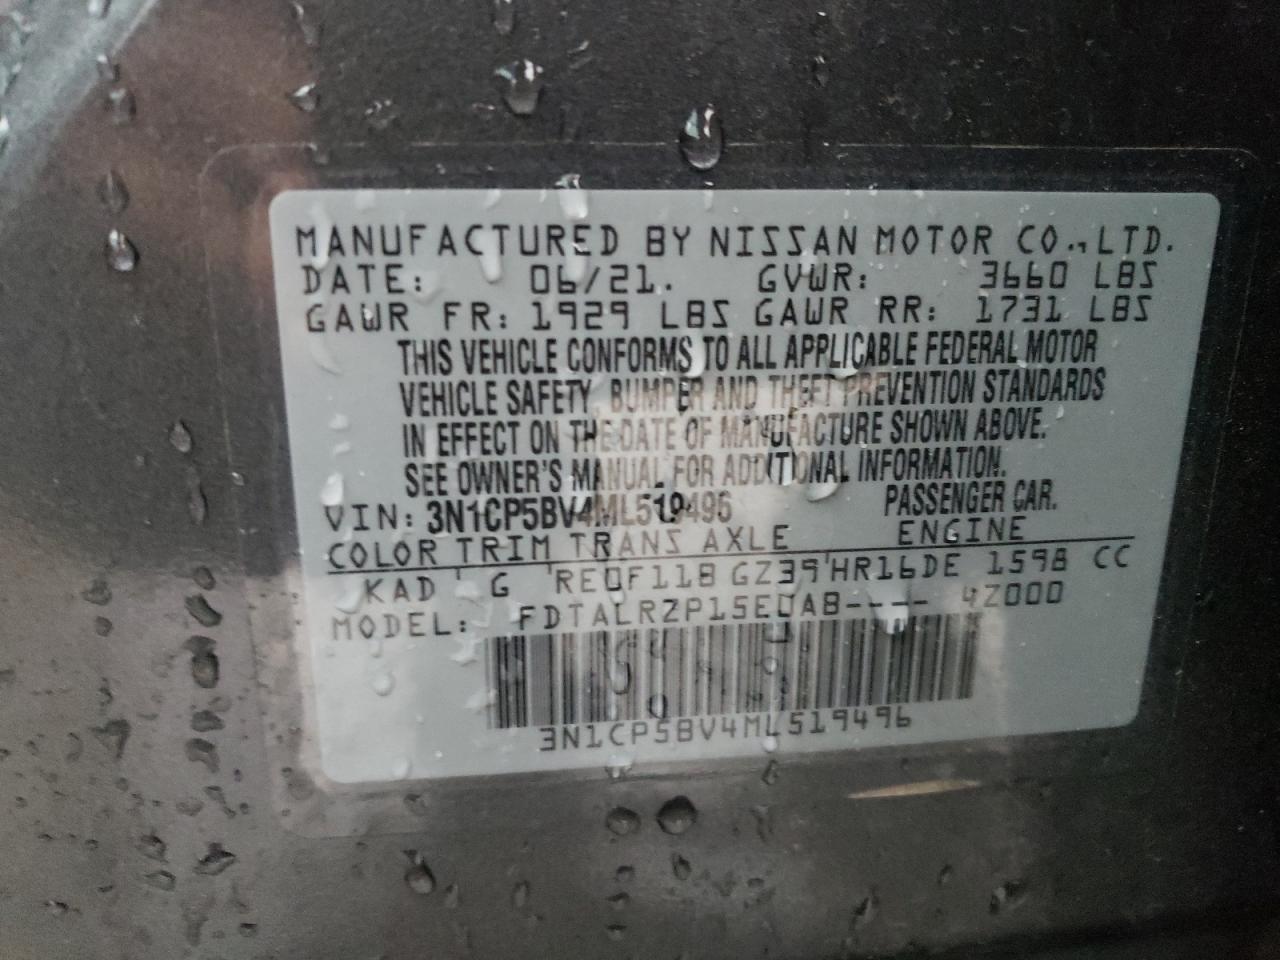 MANUFACTURED BY NISSAN MOTOR CO., LTD.
DATE: 06/21. GVWR: 3660 LBS
GAWR FR: 1929 LBS GAWR RR: 1731 LBS
THIS VEHICLE CONFORMS TO ALL APPLICABLE FEDERAL MOTOR
VEHICLE SAFETY, BUMPER AND THEFT PREVENTION STANDARDS
IN EFFECT ON THE DATE OF MANUFACTURE SHOWN ABOVE.
SEE OWNER'S MANUAL FOR ADDITIONAL INFORMATION.
VIN: 3N1CP5BV4ML519496 PASSENGER CAR.
COLOR TRIM TRANS AXLE ENGINE
KAD G RE0F11B GZ39 HR16DE 1598 CC
MODEL: FDTALRZP15EUAB---- 4Z000
3N1CP5BV4ML519496